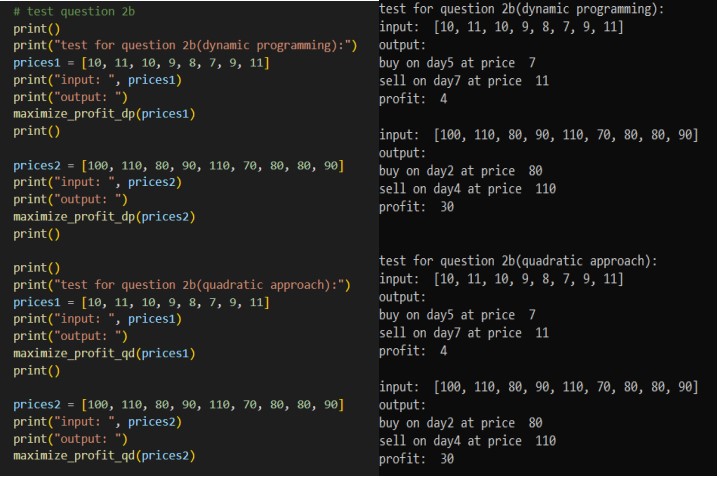 # test question 2b
print()
print("test for question 2b(dynamic programming):")
prices1 = [10, 11, 10, 9, 8, 7, 9, 11]
print("input: ", prices1)
print("output: ")
maximize_profit_dp(prices1)
print()

prices2 = [100, 110, 80, 90, 110, 70, 80, 80, 90]
print("input: ", prices2)
print("output: ")
maximize_profit_dp(prices2)
print()

print()
print("test for question 2b(quadratic approach):")
prices1 = [10, 11, 10, 9, 8, 7, 9, 11]
print("input: ", prices1)
print("output: ")
maximize_profit_qd(prices1)
print()

prices2 = [100, 110, 80, 90, 110, 70, 80, 80, 90]
print("input: ", prices2)
print("output: ")
maximize_profit_qd(prices2)

test for question 2b(dynamic programming):
input:  [10, 11, 10, 9, 8, 7, 9, 11]
output:
buy on day5 at price  7
sell on day7 at price  11
profit:  4

input:  [100, 110, 80, 90, 110, 70, 80, 80, 90]
output:
buy on day2 at price  80
sell on day4 at price  110
profit:  30

test for question 2b(quadratic approach):
input:  [10, 11, 10, 9, 8, 7, 9, 11]
output:
buy on day5 at price  7
sell on day7 at price  11
profit:  4

input:  [100, 110, 80, 90, 110, 70, 80, 80, 90]
output:
buy on day2 at price  80
sell on day4 at price  110
profit:  30